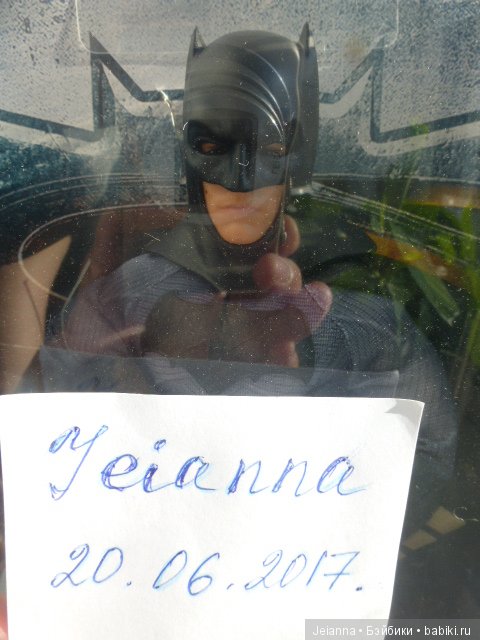 Jeianna
20.06.2017.
Jeianna • Бэйбики • babiki.ru